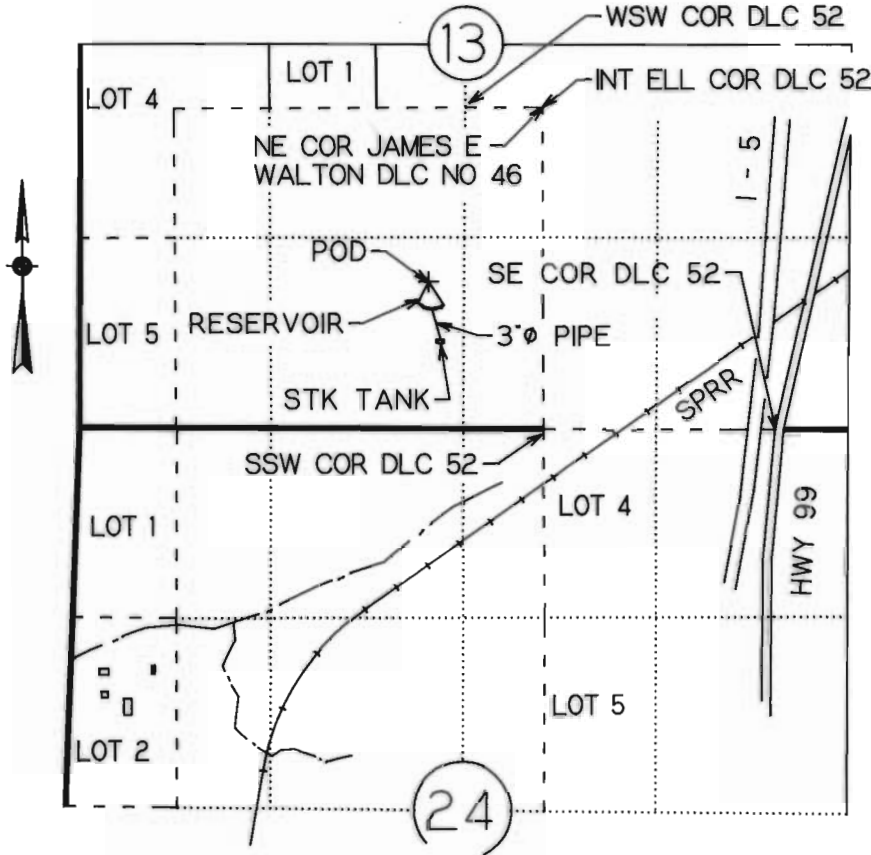 WSW COR DLC 52
13
LOT 1
INT ELL COR DLC 52
LOT 4
NE COR JAMES E
WALTON DLC NO 46
I-5
POD
SE COR DLC 52
LOT 5
RESERVOIR
3"ø PIPE
STK TANK
SPRR
SSW COR DLC 52
LOT 4
LOT 1
HWY 99
LOT 5
LOT 2
24